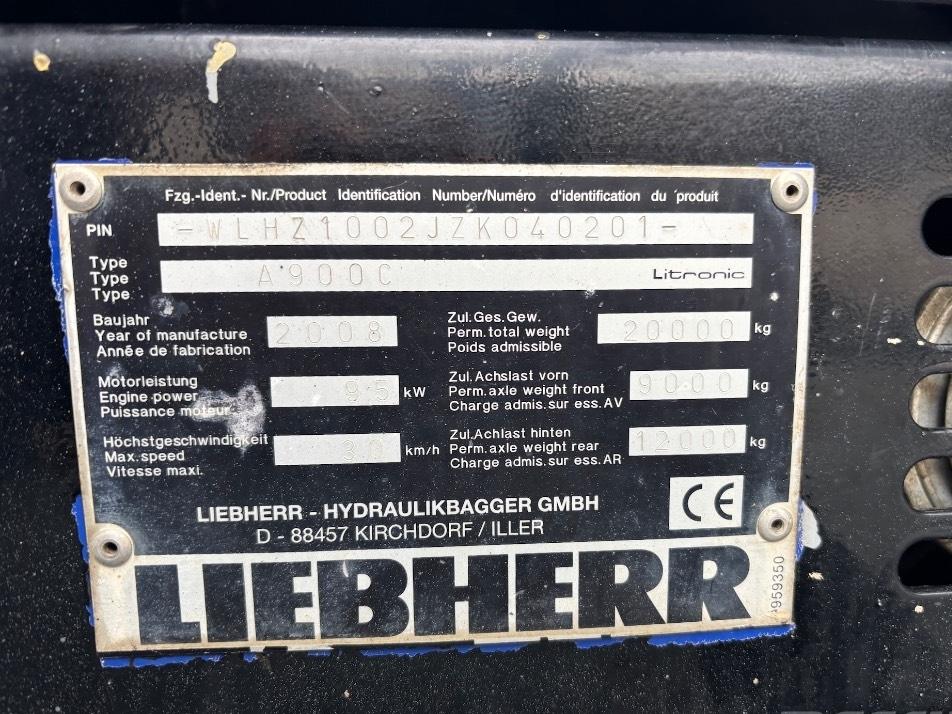 Fzg.-Ident.- Nr./Product Identification Number/Numéro d'identification du produit
PIN -WLHZ1002JZK040201-
Type
Type A900C Litronic
Type
Baujahr
Year of manufacture 2008
Année de fabrication
Zul.Ges.Gew.
Perm.total weight 20000 kg
Poids admissible
Motorleistung
Engine power 95 kW
Puissance moteur
Zul.Achslast vorn
Perm.axle weight front 9000 kg
Charge admis.sur ess.AV
Höchstgeschwindigkeit
Max.speed 30 km/h
Vitesse maxi.
Zul.Achlast hinten
Perm.axle weight rear 12000 kg
Charge admis.sur ess.AR
LIEBHERR - HYDRAULIKBAGGER GMBH
D - 88457 KIRCHDORF / ILLER
CE
LIEBHERR